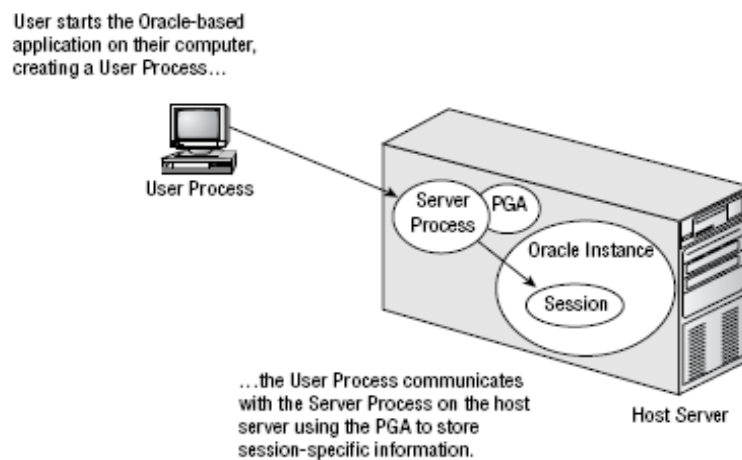 User starts the Oracle-based
application on their computer,
creating a User Process...
User Process
Server
Process
PGA
Oracle Instance
Session
...the User Process communicates
with the Server Process on the host
server using the PGA to store
session-specific information.
Host Server